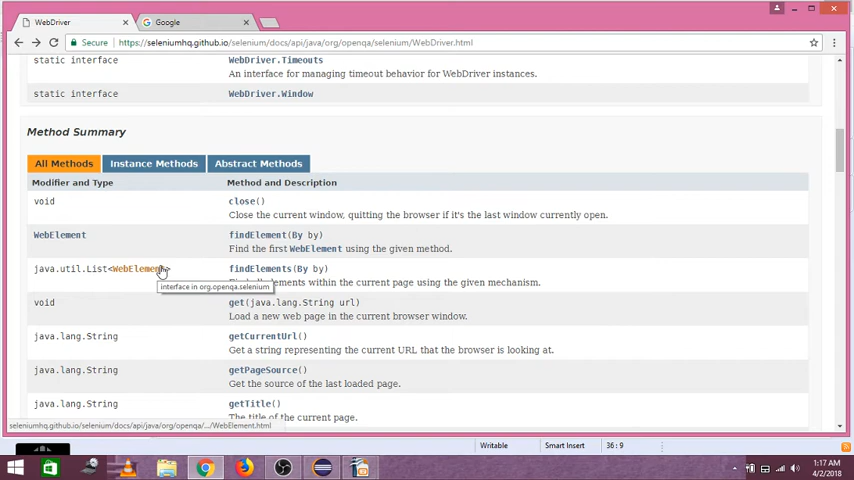 WebDriver
Google
Secure https://seleniumhq.github.io/selenium/docs/api/java/org/openqa/selenium/WebDriver.html
static interface WebDriver.Timeouts
An interface for managing timeout behavior for WebDriver instances.
static interface WebDriver.Window
Method Summary
All Methods Instance Methods Abstract Methods
Modifier and Type Method and Description
void close()
Close the current window, quitting the browser if it's the last window currently open.
WebElement findElement(By by)
Find the first WebElement using the given method.
java.util.List<WebElement> findElements(By by)
elements within the current page using the given mechanism.
interface in org.openqa.selenium
void get(java.lang.String url)
Load a new web page in the current browser window.
java.lang.String getCurrentUrl()
Get a string representing the current URL that the browser is looking at.
java.lang.String getPageSource()
Get the source of the last loaded page.
java.lang.String getTitle()
The title of the current page.
seleniumhq.github.io/selenium/docs/api/java/org/openqa/.../WebElement.html
Writable Smart Insert 36 : 9
1:17 AM
4/2/2018